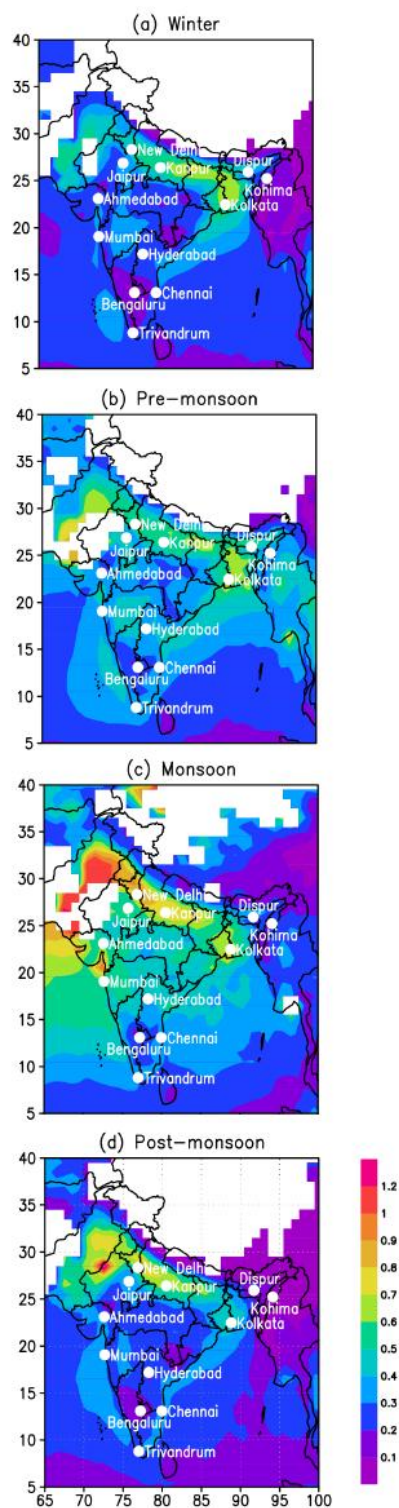 (a) Winter
40
35
30
25
20
15
10
5
New Delhi
Jaipur
Kanpur
Dispur
Kohima
Kolkata
Ahmedabad
Mumbai
Hyderabad
Bengaluru
Chennai
Trivandrum
(b) Pre-monsoon
40
35
30
25
20
15
10
5
New Delhi
Jaipur
Kanpur
Dispur
Kohima
Kolkata
Ahmedabad
Mumbai
Hyderabad
Bengaluru
Chennai
Trivandrum
(c) Monsoon
40
35
30
25
20
15
10
5
New Delhi
Jaipur
Kanpur
Dispur
Kohima
Kolkata
Ahmedabad
Mumbai
Hyderabad
Bengaluru
Chennai
Trivandrum
(d) Post-monsoon
40
35
30
25
20
15
10
5
New Delhi
Jaipur
Kanpur
Dispur
Kohima
Kolkata
Ahmedabad
Mumbai
Hyderabad
Bengaluru
Chennai
Trivandrum
65 70 75 80 85 90 95 100
1.2
1
0.9
0.8
0.7
0.6
0.5
0.4
0.3
0.2
0.1